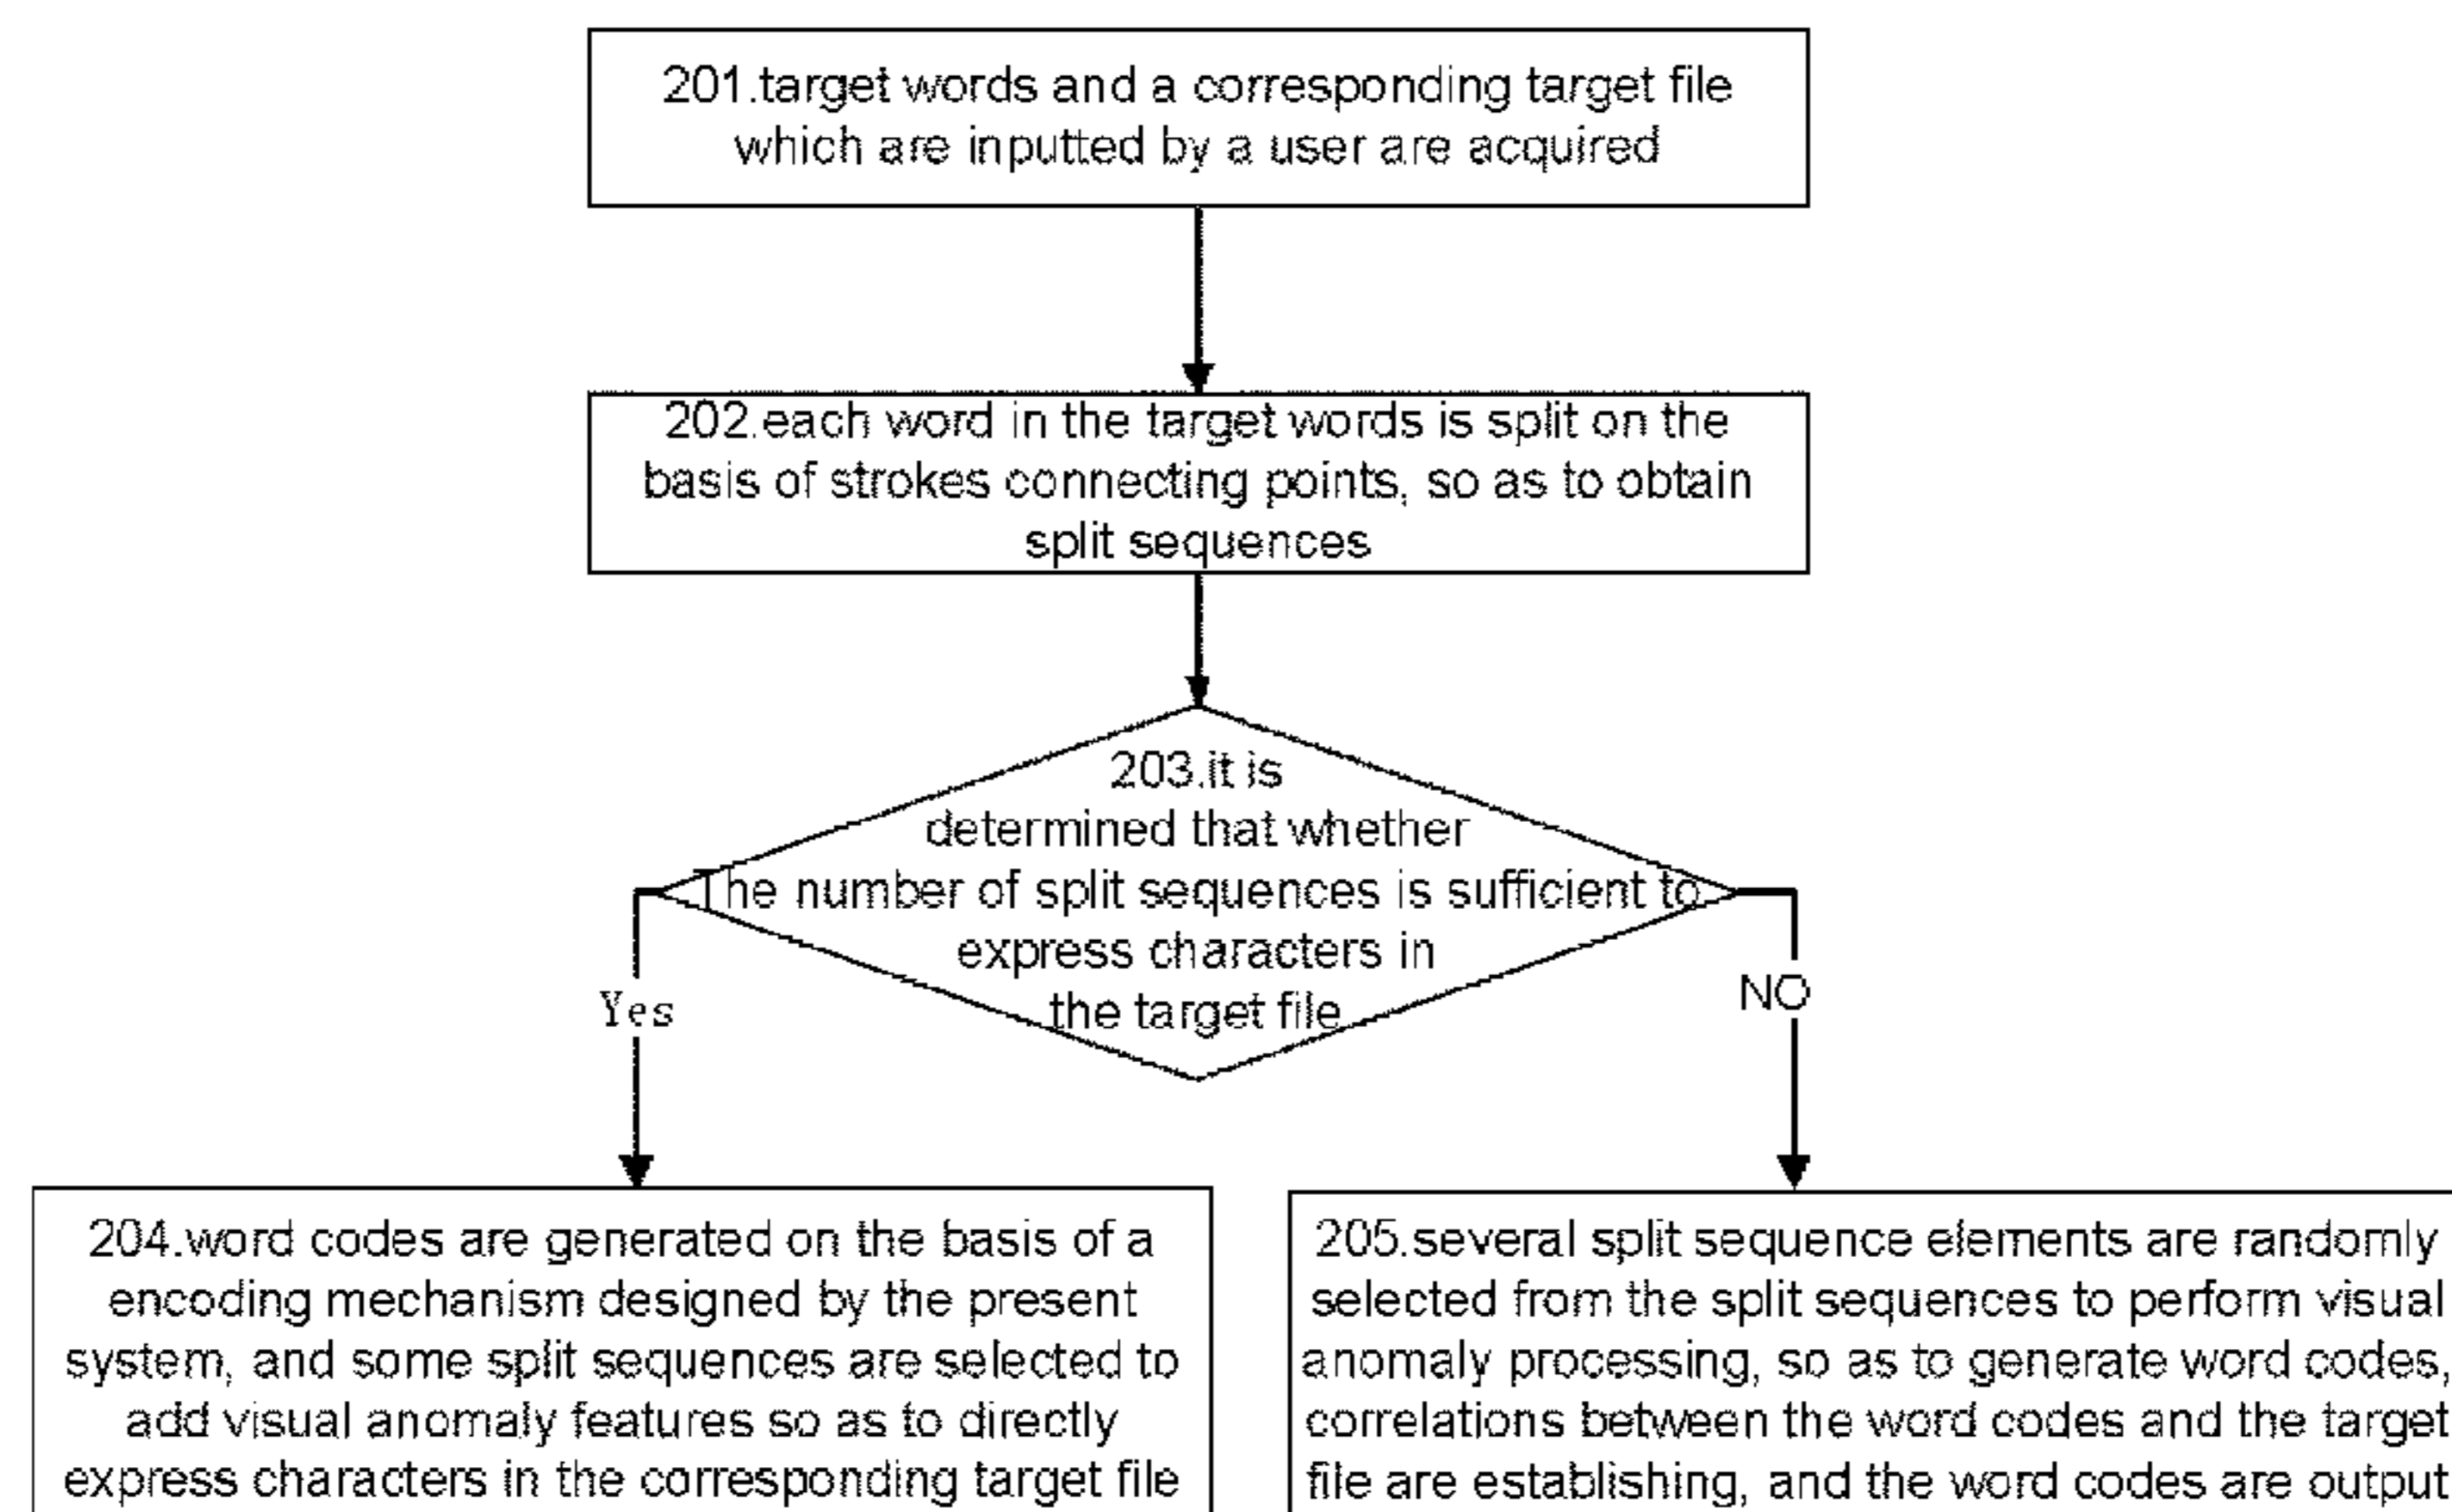 201.target words and a corresponding target file
which are inputted by a user are acquired
202.each word in the target words is split on the
basis of strokes connecting points, so as to obtain
split sequences
203.it is
determined that whether
The number of split sequences is sufficient to
express characters in
the target file
Yes
NO
204.word codes are generated on the basis of a
encoding mechanism designed by the present
system, and some split sequences are selected to
add visual anomaly features so as to directly
express characters in the corresponding target file
205.several split sequence elements are randomly
selected from the split sequences to perform visual
anomaly processing, so as to generate word codes,
correlations between the word codes and the target
file are establishing, and the word codes are output